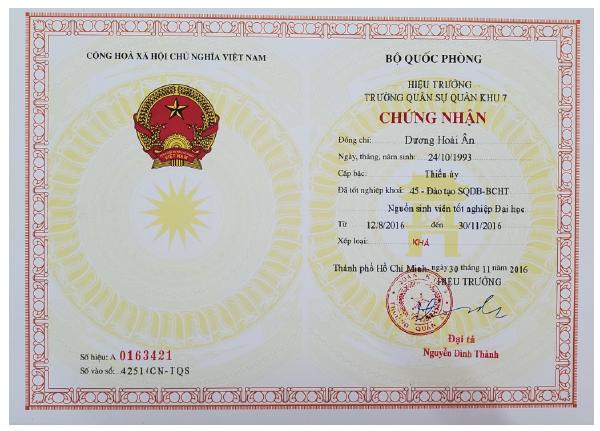 CỘNG HOÀ XÃ HỘI CHỦ NGHĨA VIỆT NAM
VIỆT NAM
Số hiệu: A 0163421
Số vào sổ: 4251/CN-TQS
BỘ QUỐC PHÒNG
HIỆU TRƯỞNG
TRƯỜNG QUÂN SỰ QUÂN KHU 7
CHỨNG NHẬN
Đồng chí: Dương Hoài Ân
Ngày, tháng, năm sinh: 24/10/1993
Cấp bậc: Thiếu úy
Đã tốt nghiệp khoá: 45 - Đào tạo SQDB-BCHT
Nguồn sinh viên tốt nghiệp Đại học
Từ 12/8/2016 đến 30/11/2016
Xếp loại: KHÁ
Thành phố Hồ Chí Minh, ngày 30 tháng 11 năm 2016
HIỆU TRƯỞNG
Đại tá
Nguyễn Đình Thành